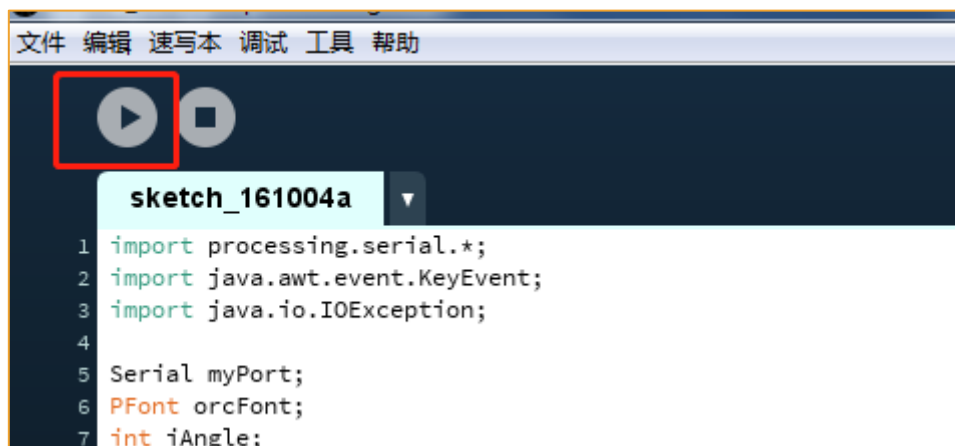 文件 编辑 速写本 调试 工具 帮助
sketch_161004a
1 import processing.serial.*;
2 import java.awt.event.KeyEvent;
3 import java.io.IOException;
4
5 Serial myPort;
6 PFont orcFont;
7 int iAngle;